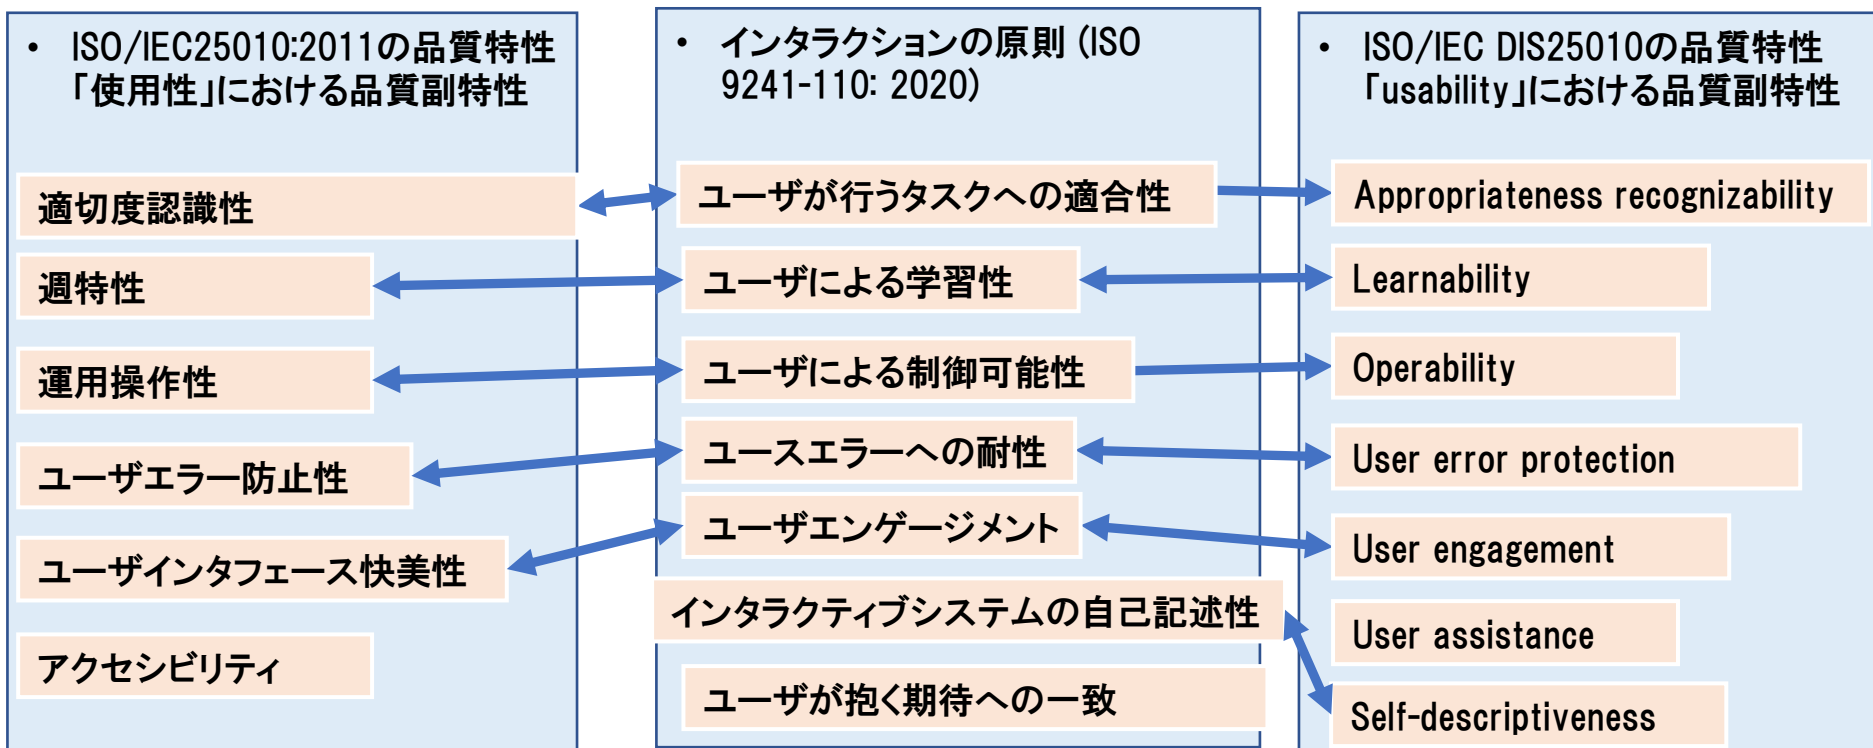 • ISO/IEC25010:2011の品質特性
「使用性」における品質副特性
適切度認識性
週特性
運用操作性
ユーザエラー防止性
ユーザインタフェース快美性
アクセシビリティ
• インタラクションの原則 (ISO
9241-110: 2020)
ユーザが行うタスクへの適合性
ユーザによる学習性
ユーザによる制御可能性
ユースエラーへの耐性
ユーザエンゲージメント
インタラクティブシステムの自己記述性
ユーザが抱く期待への一致
• ISO/IEC DIS25010の品質特性
「usability」における品質副特性
Appropriateness recognizability
Learnability
Operability
User error protection
User engagement
User assistance
Self-descriptiveness